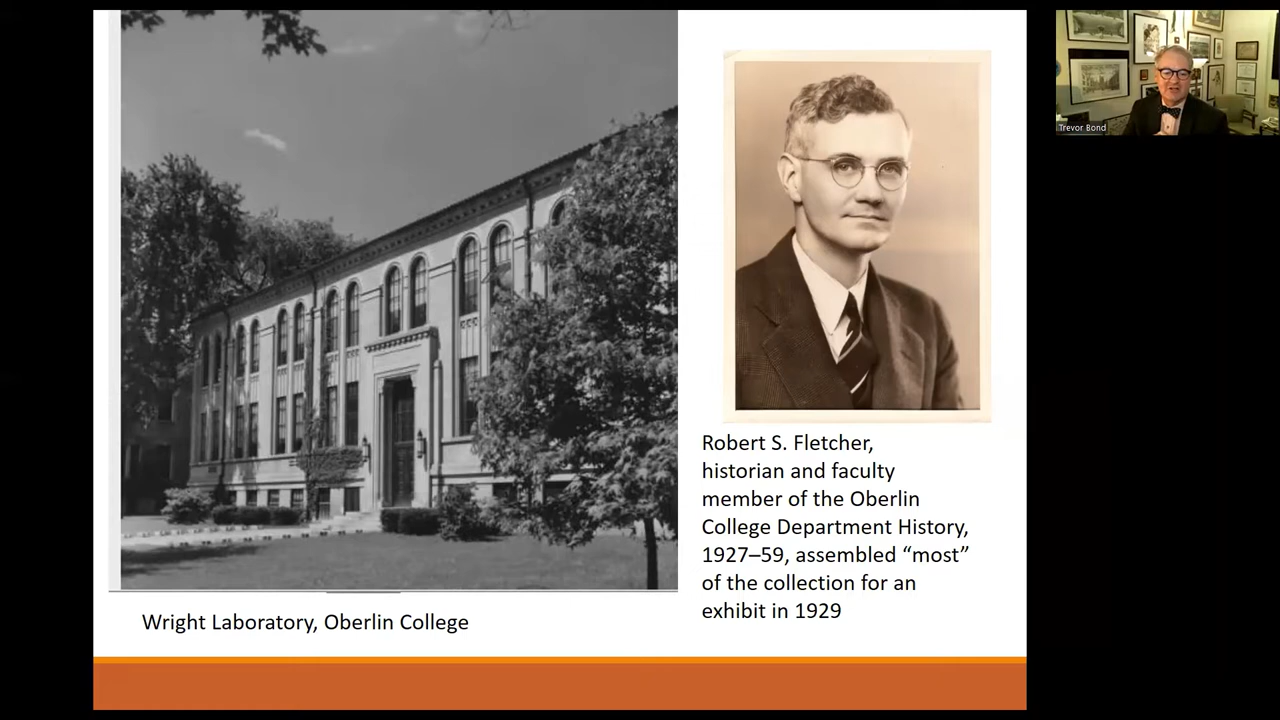 Trevor Bond
Robert S. Fletcher,
historian and faculty
member of the Oberlin
College Department History,
1927–59, assembled “most”
of the collection for an
exhibit in 1929
Wright Laboratory, Oberlin College